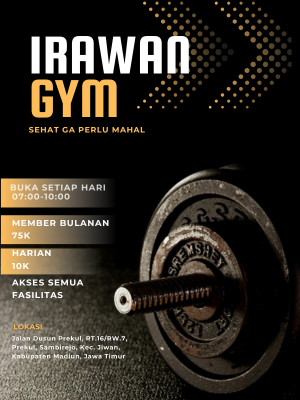 IRAWAN
GYM
SEHAT GA PERLU MAHAL
BUKA SETIAP HARI
07:00-10:00
MEMBER BULANAN
75K
HARIAN
10K
AKSES SEMUA
FASILITAS
LOKASI
Jalan Dusun Prekul, RT.16/RW.7,
Prekul, Sambirejo, Kec. Jiwan,
Kabupaten Madiun, Jawa Timur